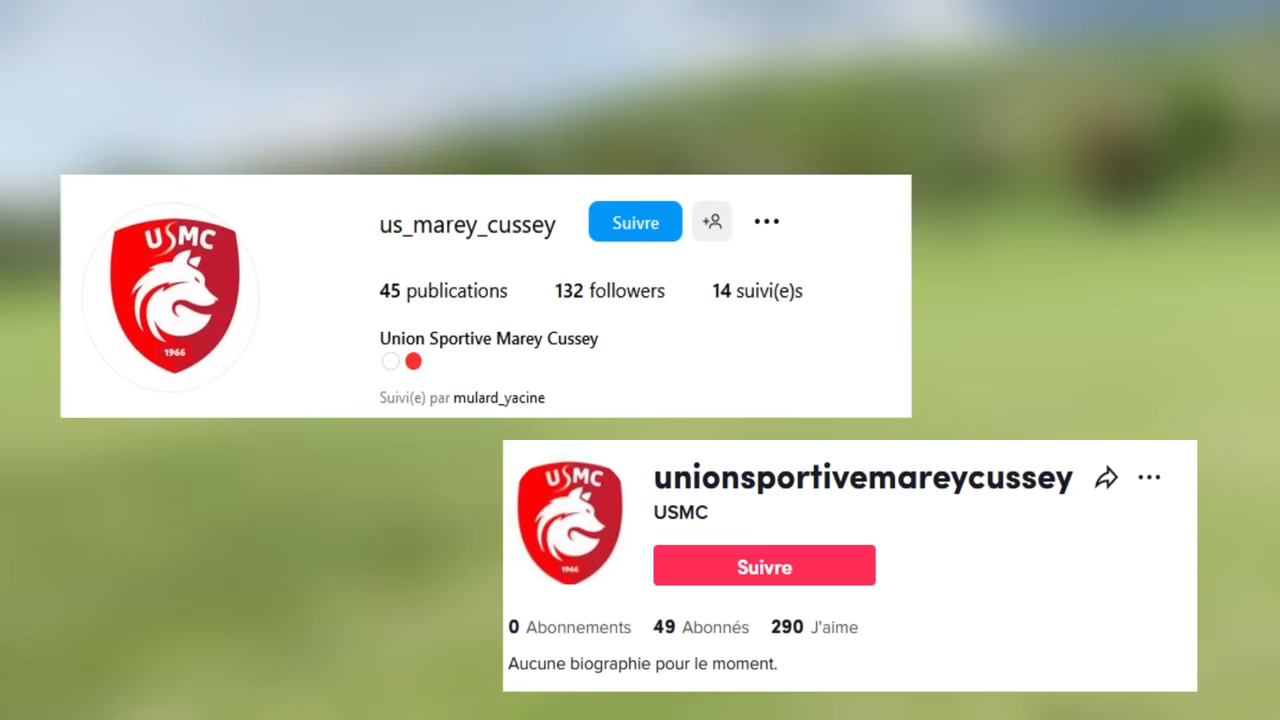 USMC
1966
us_marey_cussey Suivre
45 publications 132 followers 14 suivi(e)s
Union Sportive Marey Cussey
Suivi(e) par mulard_yacine
USMC
1966
unionsportivemareycussey
USMC
Suivre
0 Abonnements 49 Abonnés 290 J'aime
Aucune biographie pour le moment.